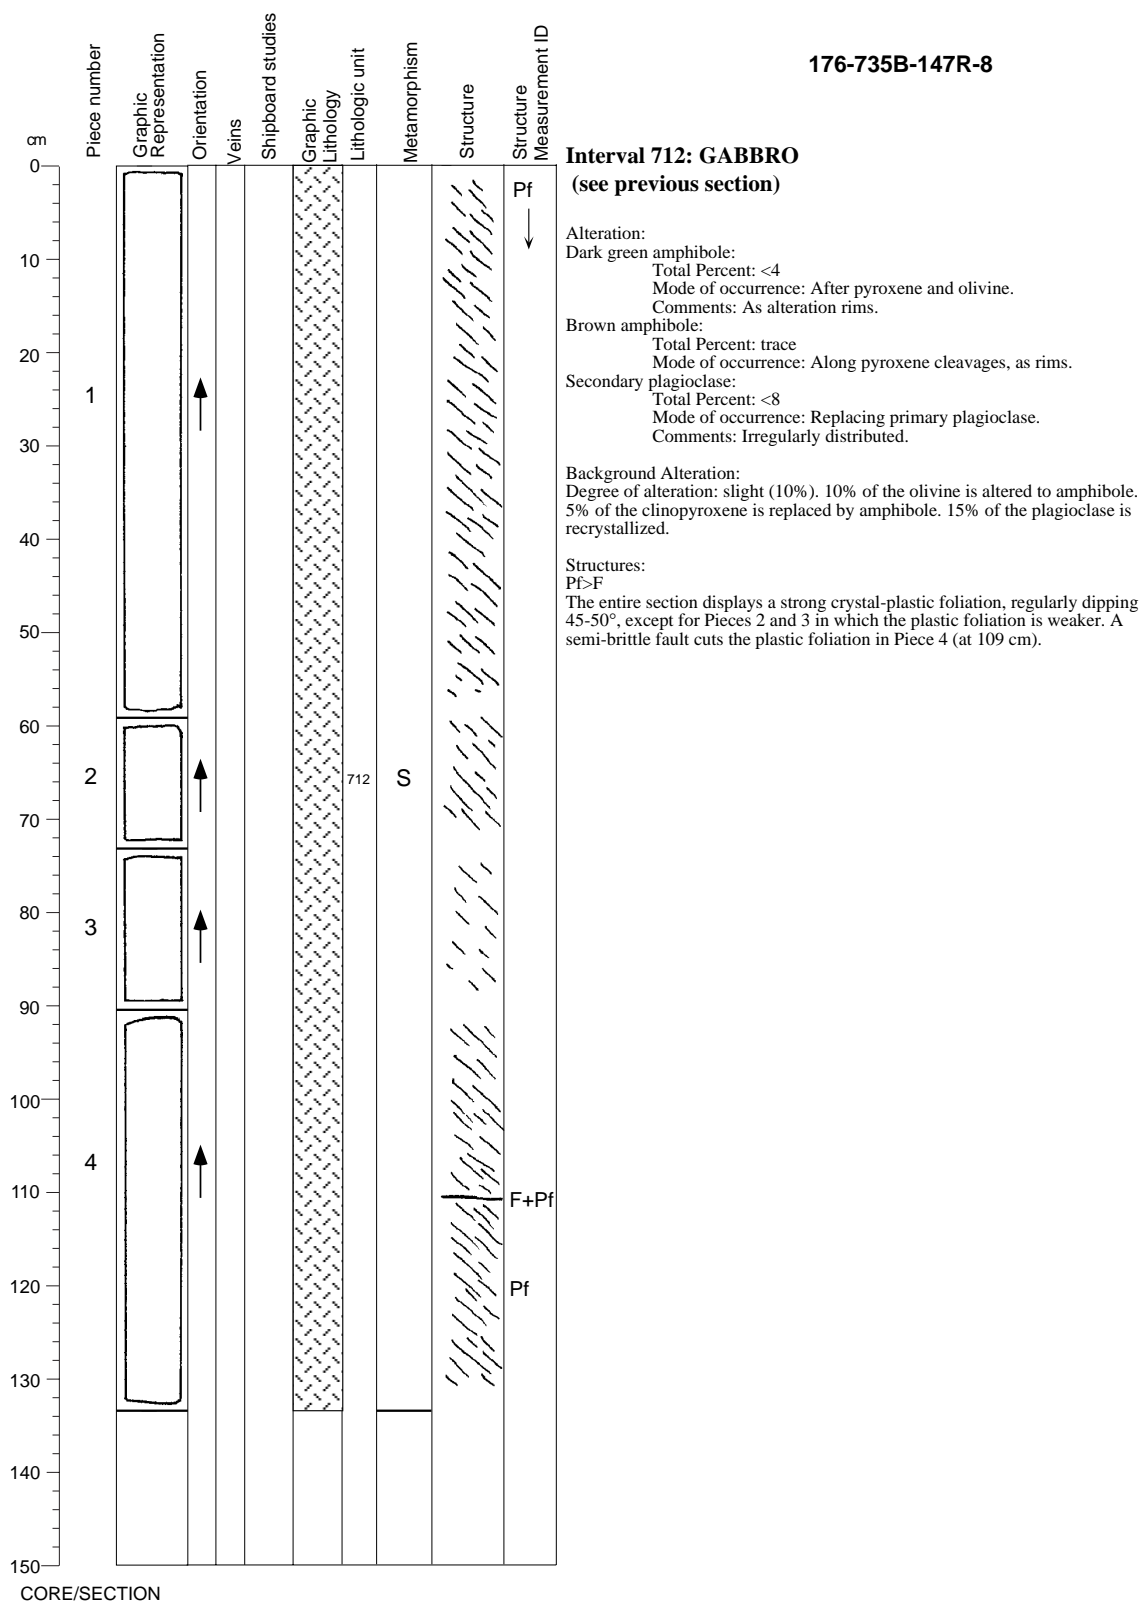 176-735B-147R-8
cm
Piece number
Graphic
Representation
Orientation
Veins
Shipboard studies
Graphic
Lithology
Lithologic unit
Metamorphism
Structure
Structure
Measurement ID
0
10
20
30
40
50
60
70
80
90
100
110
120
130
140
150
1
2
3
4
712
S
Pf
F+Pf
Pf
CORE/SECTION
Interval 712: GABBRO
(see previous section)
Alteration:
Dark green amphibole:
Total Percent: <4
Mode of occurrence: After pyroxene and olivine.
Comments: As alteration rims.
Brown amphibole:
Total Percent: trace
Mode of occurrence: Along pyroxene cleavages, as rims.
Secondary plagioclase:
Total Percent: <8
Mode of occurrence: Replacing primary plagioclase.
Comments: Irregularly distributed.
Background Alteration:
Degree of alteration: slight (10%). 10% of the olivine is altered to amphibole.
5% of the clinopyroxene is replaced by amphibole. 15% of the plagioclase is
recrystallized.
Structures:
Pf>F
The entire section displays a strong crystal-plastic foliation, regularly dipping
45-50°, except for Pieces 2 and 3 in which the plastic foliation is weaker. A
semi-brittle fault cuts the plastic foliation in Piece 4 (at 109 cm).